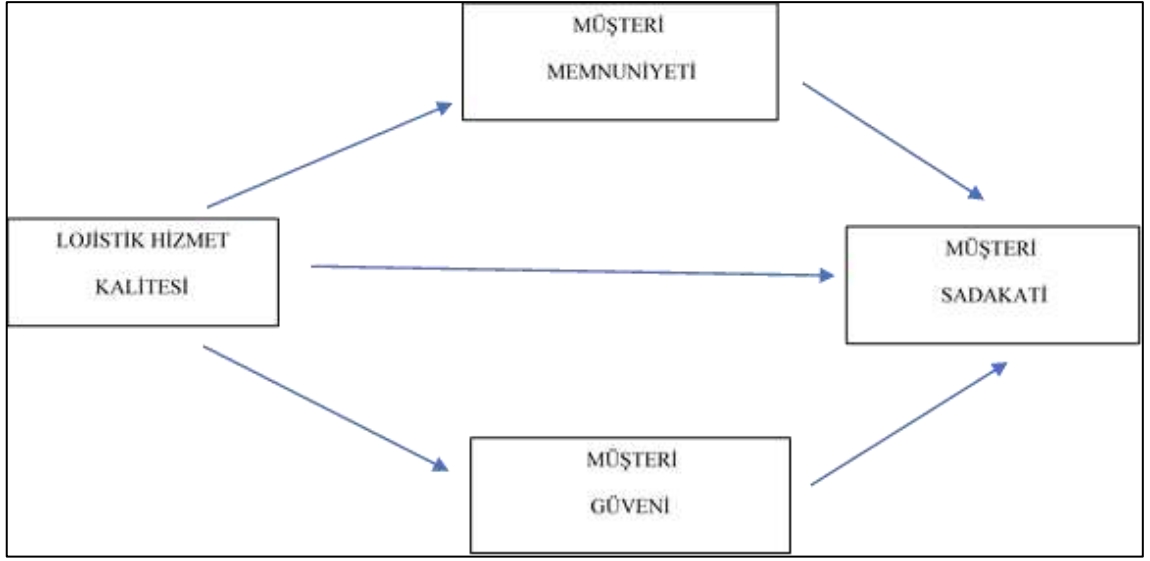 MÜŞTERİ
MEMNUNİYETİ
LOJİSTİK HİZMET
KALİTESİ
MÜŞTERİ
SADAKATİ
MÜŞTERİ
GÜVENİ